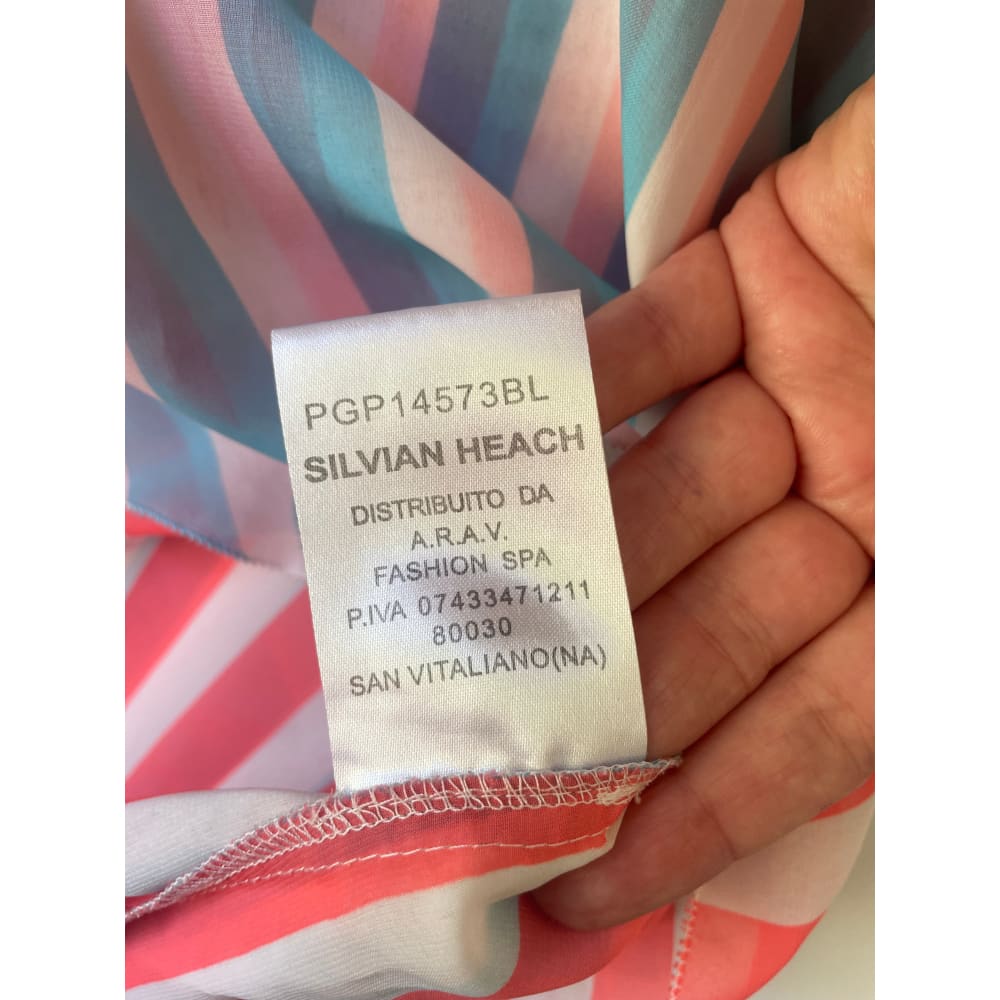 PGP14573BL
SILVIAN HEACH
DISTRIBUITO DA
A.R.A.V.
FASHION SPA
P.IVA 07433471211
80030
SAN VITALIANO(NA)